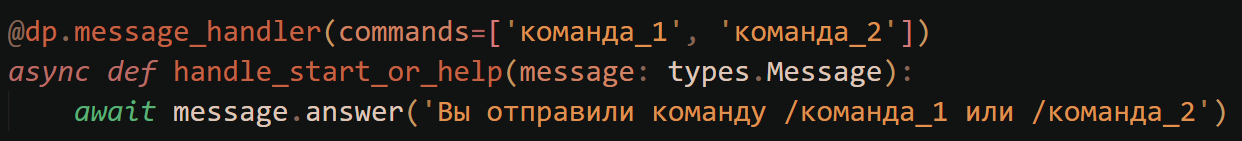 @dp.message_handler(commands=['команда_1', 'команда_2'])
async def handle_start_or_help(message: types.Message):
    await message.answer('Вы отправили команду /команда_1 или /команда_2')